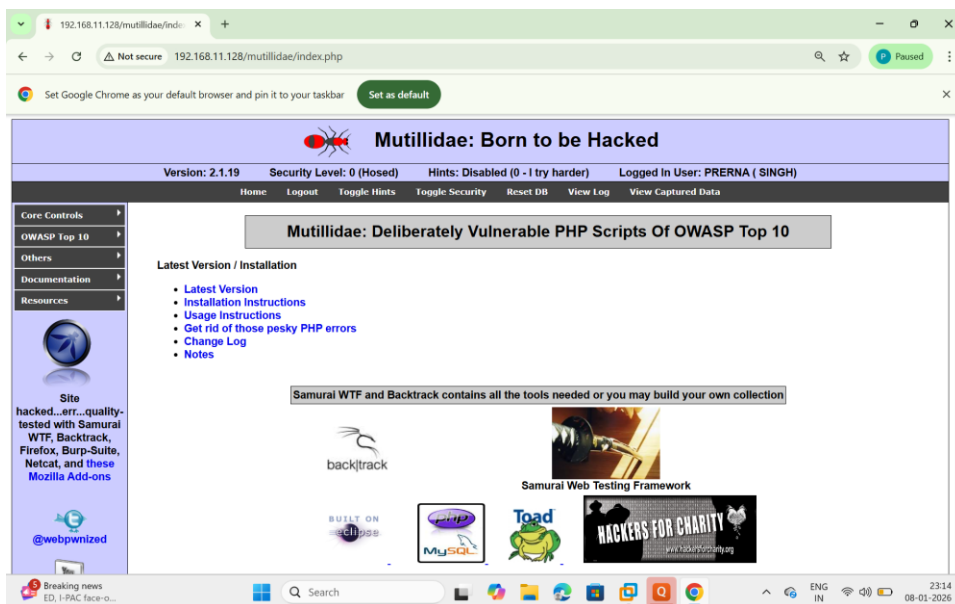 192.168.11.128/mutillidae/inde
Not secure 192.168.11.128/mutillidae/index.php
Paused
Set Google Chrome as your default browser and pin it to your taskbar Set as default
Mutillidae: Born to be Hacked
Version: 2.1.19 Security Level: 0 (Hosed) Hints: Disabled (0 - I try harder) Logged In User: PRERNA ( SINGH)
Home Logout Toggle Hints Toggle Security Reset DB View Log View Captured Data
Core Controls
OWASP Top 10
Others
Documentation
Resources
Site
hacked...err...quality-
tested with Samurai
WTF, Backtrack,
Firefox, Burp-Suite,
Netcat, and these
Mozilla Add-ons
@webpwnized
Mutillidae: Deliberately Vulnerable PHP Scripts Of OWASP Top 10
Latest Version / Installation
• Latest Version
• Installation Instructions
• Usage Instructions
• Get rid of those pesky PHP errors
• Change Log
• Notes
Samurai WTF and Backtrack contains all the tools needed or you may build your own collection
back|track
Samurai Web Testing Framework
BUILT ON
eclipse
php
MySQL
Toad
HACKERS FOR CHARITY
www.hackersforcharity.org
5
Breaking news
ED, I-PAC face-o...
Search
ENG
IN
23:14
08-01-2026